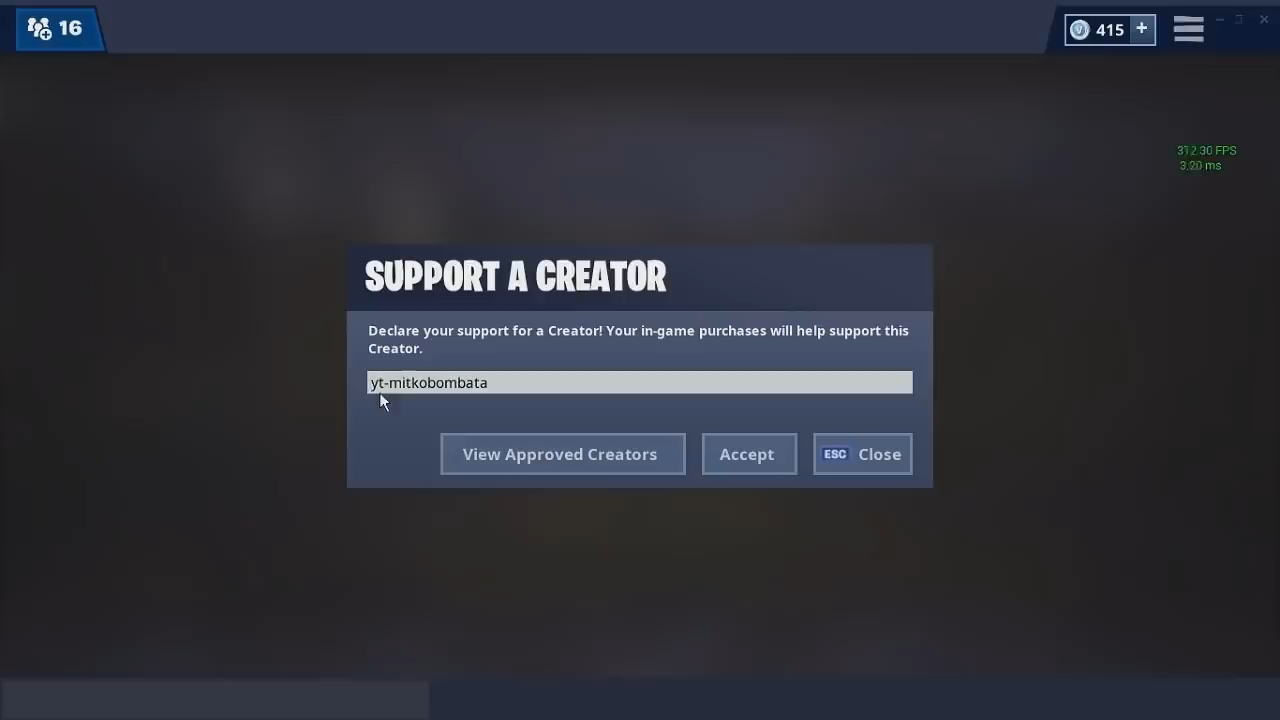 16
415 +
312.30 FPS
3.20 ms
SUPPORT A CREATOR
Declare your support for a Creator! Your in-game purchases will help support this
Creator.
yt-mitkobombata
View Approved Creators
Accept
ESC Close